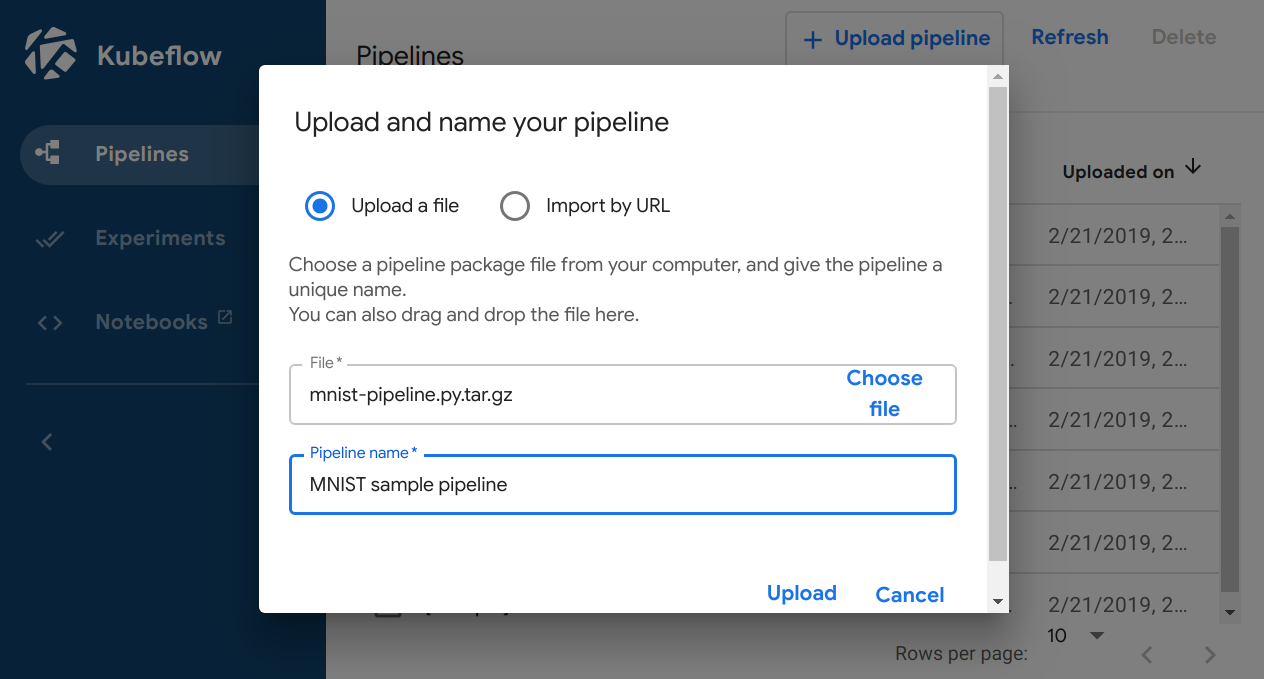 Kubeflow
Pipelines
Experiments
Notebooks
Pipelines
+ Upload pipeline
Refresh
Delete
Uploaded on
2/21/2019, 2...
2/21/2019, 2...
2/21/2019, 2...
2/21/2019, 2...
2/21/2019, 2...
2/21/2019, 2...
2/21/2019, 2...
Rows per page:
10
Upload and name your pipeline
Upload a file
Import by URL
Choose a pipeline package file from your computer, and give the pipeline a
unique name.
You can also drag and drop the file here.
File *
mnist-pipeline.py.tar.gz
Choose
file
Pipeline name *
MNIST sample pipeline
Upload
Cancel